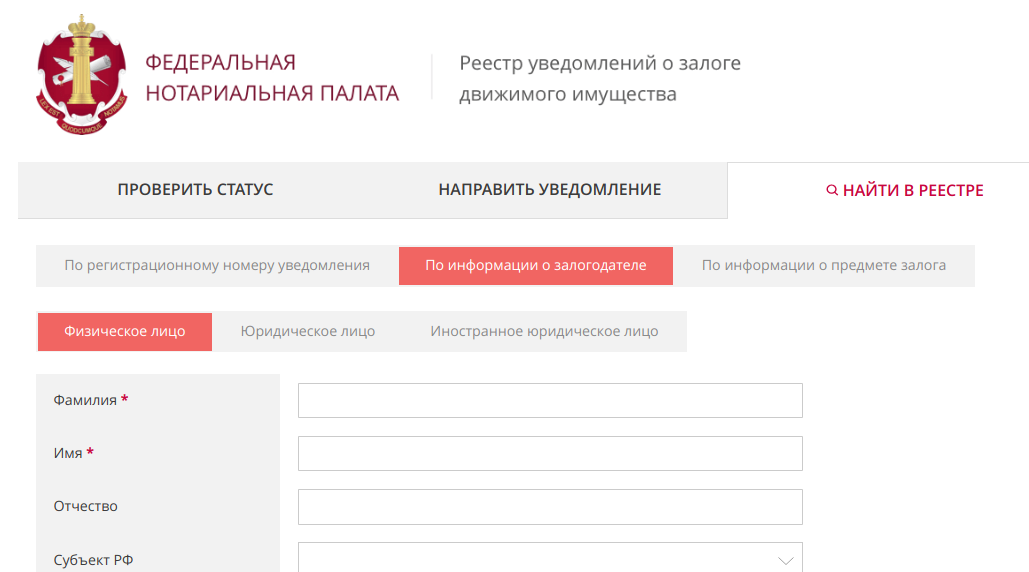 ФЕДЕРАЛЬНАЯ
НОТАРИАЛЬНАЯ ПАЛАТА
Реестр уведомлений о залоге
движимого имущества
ПРОВЕРИТЬ СТАТУС
НАПРАВИТЬ УВЕДОМЛЕНИЕ
НАЙТИ В РЕЕСТРЕ
По регистрационному номеру уведомления
По информации о залогодателе
По информации о предмете залога
Физическое лицо
Юридическое лицо
Иностранное юридическое лицо
Фамилия *
Имя *
Отчество
Субъект РФ